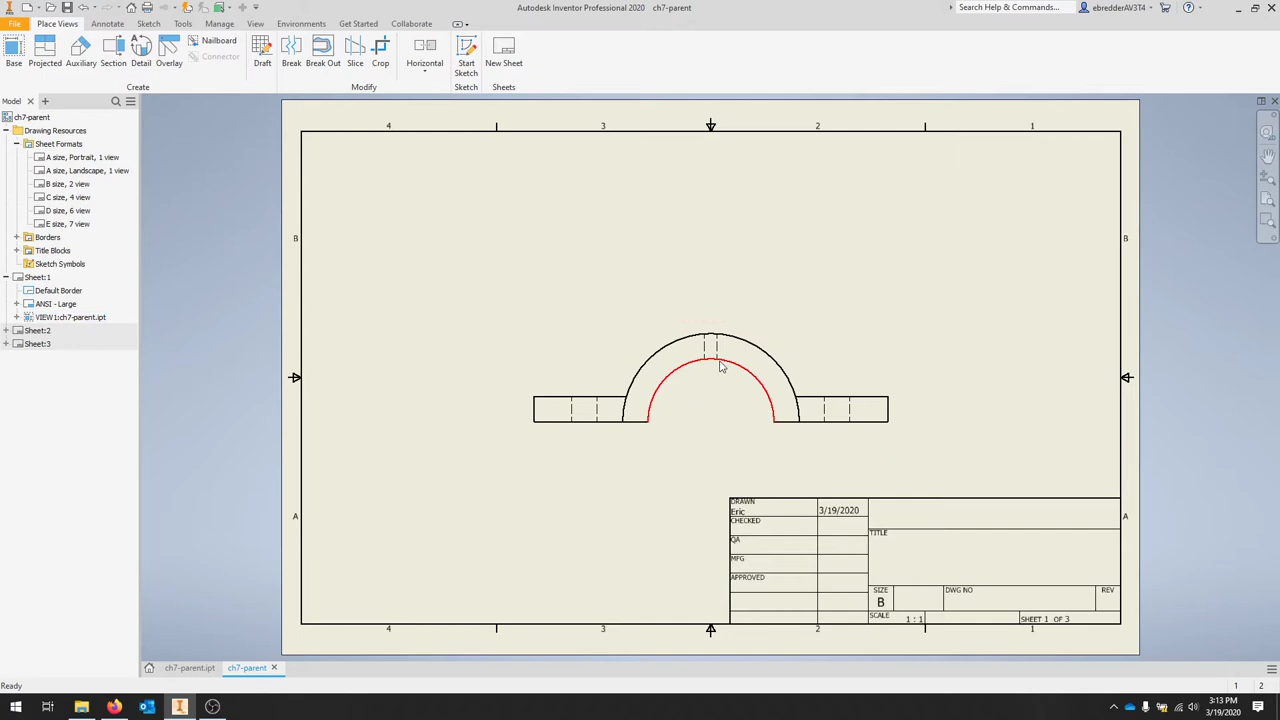 Autodesk Inventor Professional 2020 ch7-parent
Search Help & Commands...
ebredderAV3T4
File Place Views Annotate Sketch Tools Manage View Environments Get Started Collaborate
Base Projected Auxiliary Section Detail Overlay
Nailboard
Connector
Draft Break Break Out Slice Crop Horizontal Start Sketch New Sheet
Create Modify Sketch Sheets
Model
ch7-parent
Drawing Resources
Sheet Formats
A size, Portrait, 1 view
A size, Landscape, 1 view
B size, 2 view
C size, 4 view
D size, 6 view
E size, 7 view
Borders
Title Blocks
Sketch Symbols
Sheet:1
Default Border
ANSI - Large
VIEW1:ch7-parent.ipt
Sheet:2
Sheet:3
4 3 2 1
B B
A A
DRAWN
Eric 3/19/2020
CHECKED
QA
MFG
APPROVED
TITLE
SIZE
B
DWG NO
REV
SCALE
1 : 1
SHEET 1 OF 3
4 3 2 1
ch7-parent.ipt ch7-parent
Ready 1 2
3:13 PM
3/19/2020